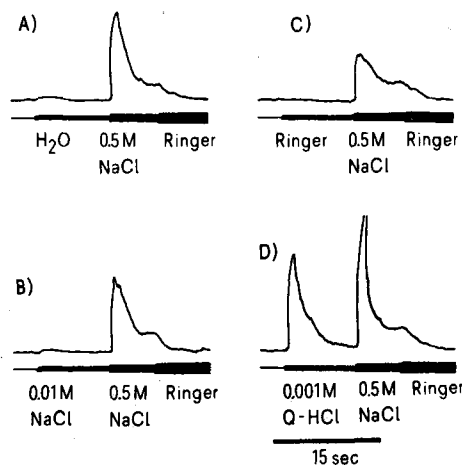 A)
H₂O 0.5M Ringer
NaCl
C)
Ringer 0.5M Ringer
NaCl
B)
0.01M 0.5M Ringer
NaCl NaCl
D)
0.001M 0.5M Ringer
Q-HCl NaCl
15 sec